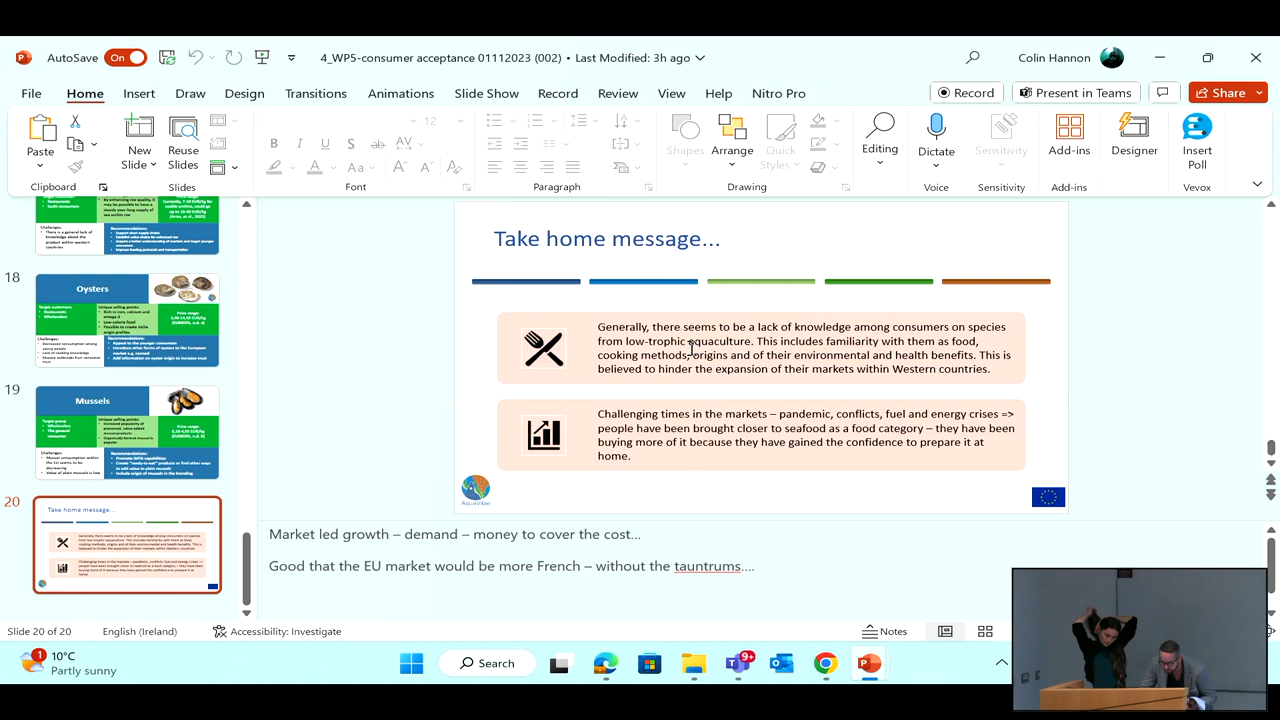 AutoSave
On
4_WP5-consumer acceptance 01112023 (002) • Last Modified: 3h ago
Colin Hannon
File Home Insert Draw Design Transitions Animations Slide Show Record Review View Help Nitro Pro
Record
Present in Teams
Share
Paste
New Slide
Reuse Slides
12
B I U S ab AV
A Aa A A A
Shapes
Arrange
Quick Styles
Editing
Dictate
Sensitivity
Add-ins
Designer
Insert Poll
Clipboard Slides Font Paragraph Drawing Voice Sensitivity Add-ins Vevox
18
Oysters
19
Mussels
20
Take home message...
Take home message...
Generally, there seems to be a lack of knowledge among consumers on species
from low-trophic aquaculture. This includes familiarity with them as food,
cooking methods, origins and of their environmental and health benefits. This is
believed to hinder the expansion of their markets within Western countries.
Challenging times in the markets – pandemic, conflicts, fuel and energy crises =>
people have been brought closer to seafood as a food category – they have been
buying more of it because they have gained the confidence to prepare it at
home.
AquaVitae
Market led growth – demand – money to cover the cost...
Good that the EU market would be more French – without the tauntrums....
Slide 20 of 20
English (Ireland)
Accessibility: Investigate
Notes
1
10°C
Partly sunny
Search
9+